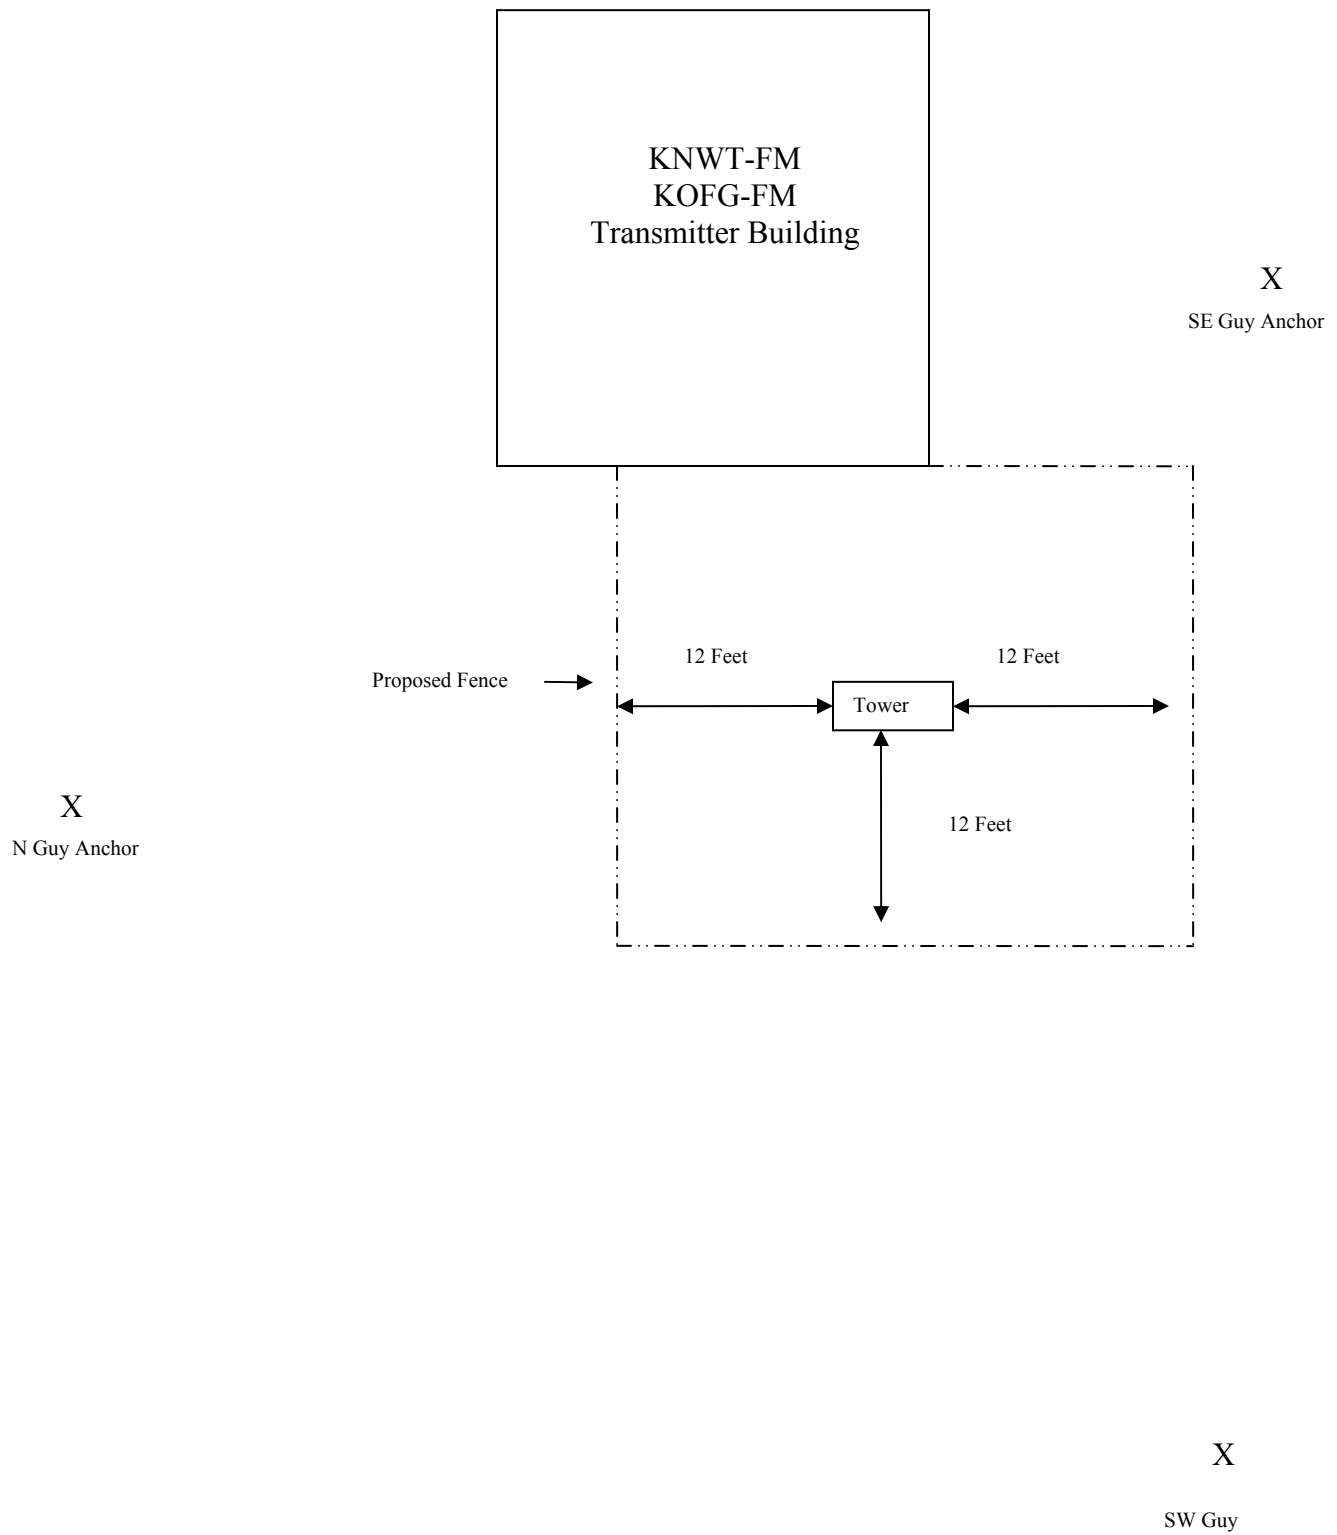 KNWT-FM
KOFG-FM
Transmitter Building
X
SE Guy Anchor
12 Feet
12 Feet
Proposed Fence
Tower
X
N Guy Anchor
12 Feet
X
SW Guy